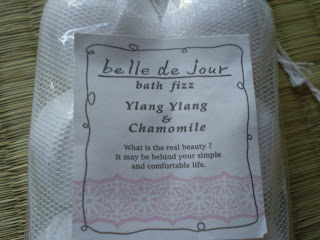 belle de jour
bath fizz
Ylang Ylang
&
Chamomile
What is the real beauty ?
It may be behind your simple
and comfortable life.